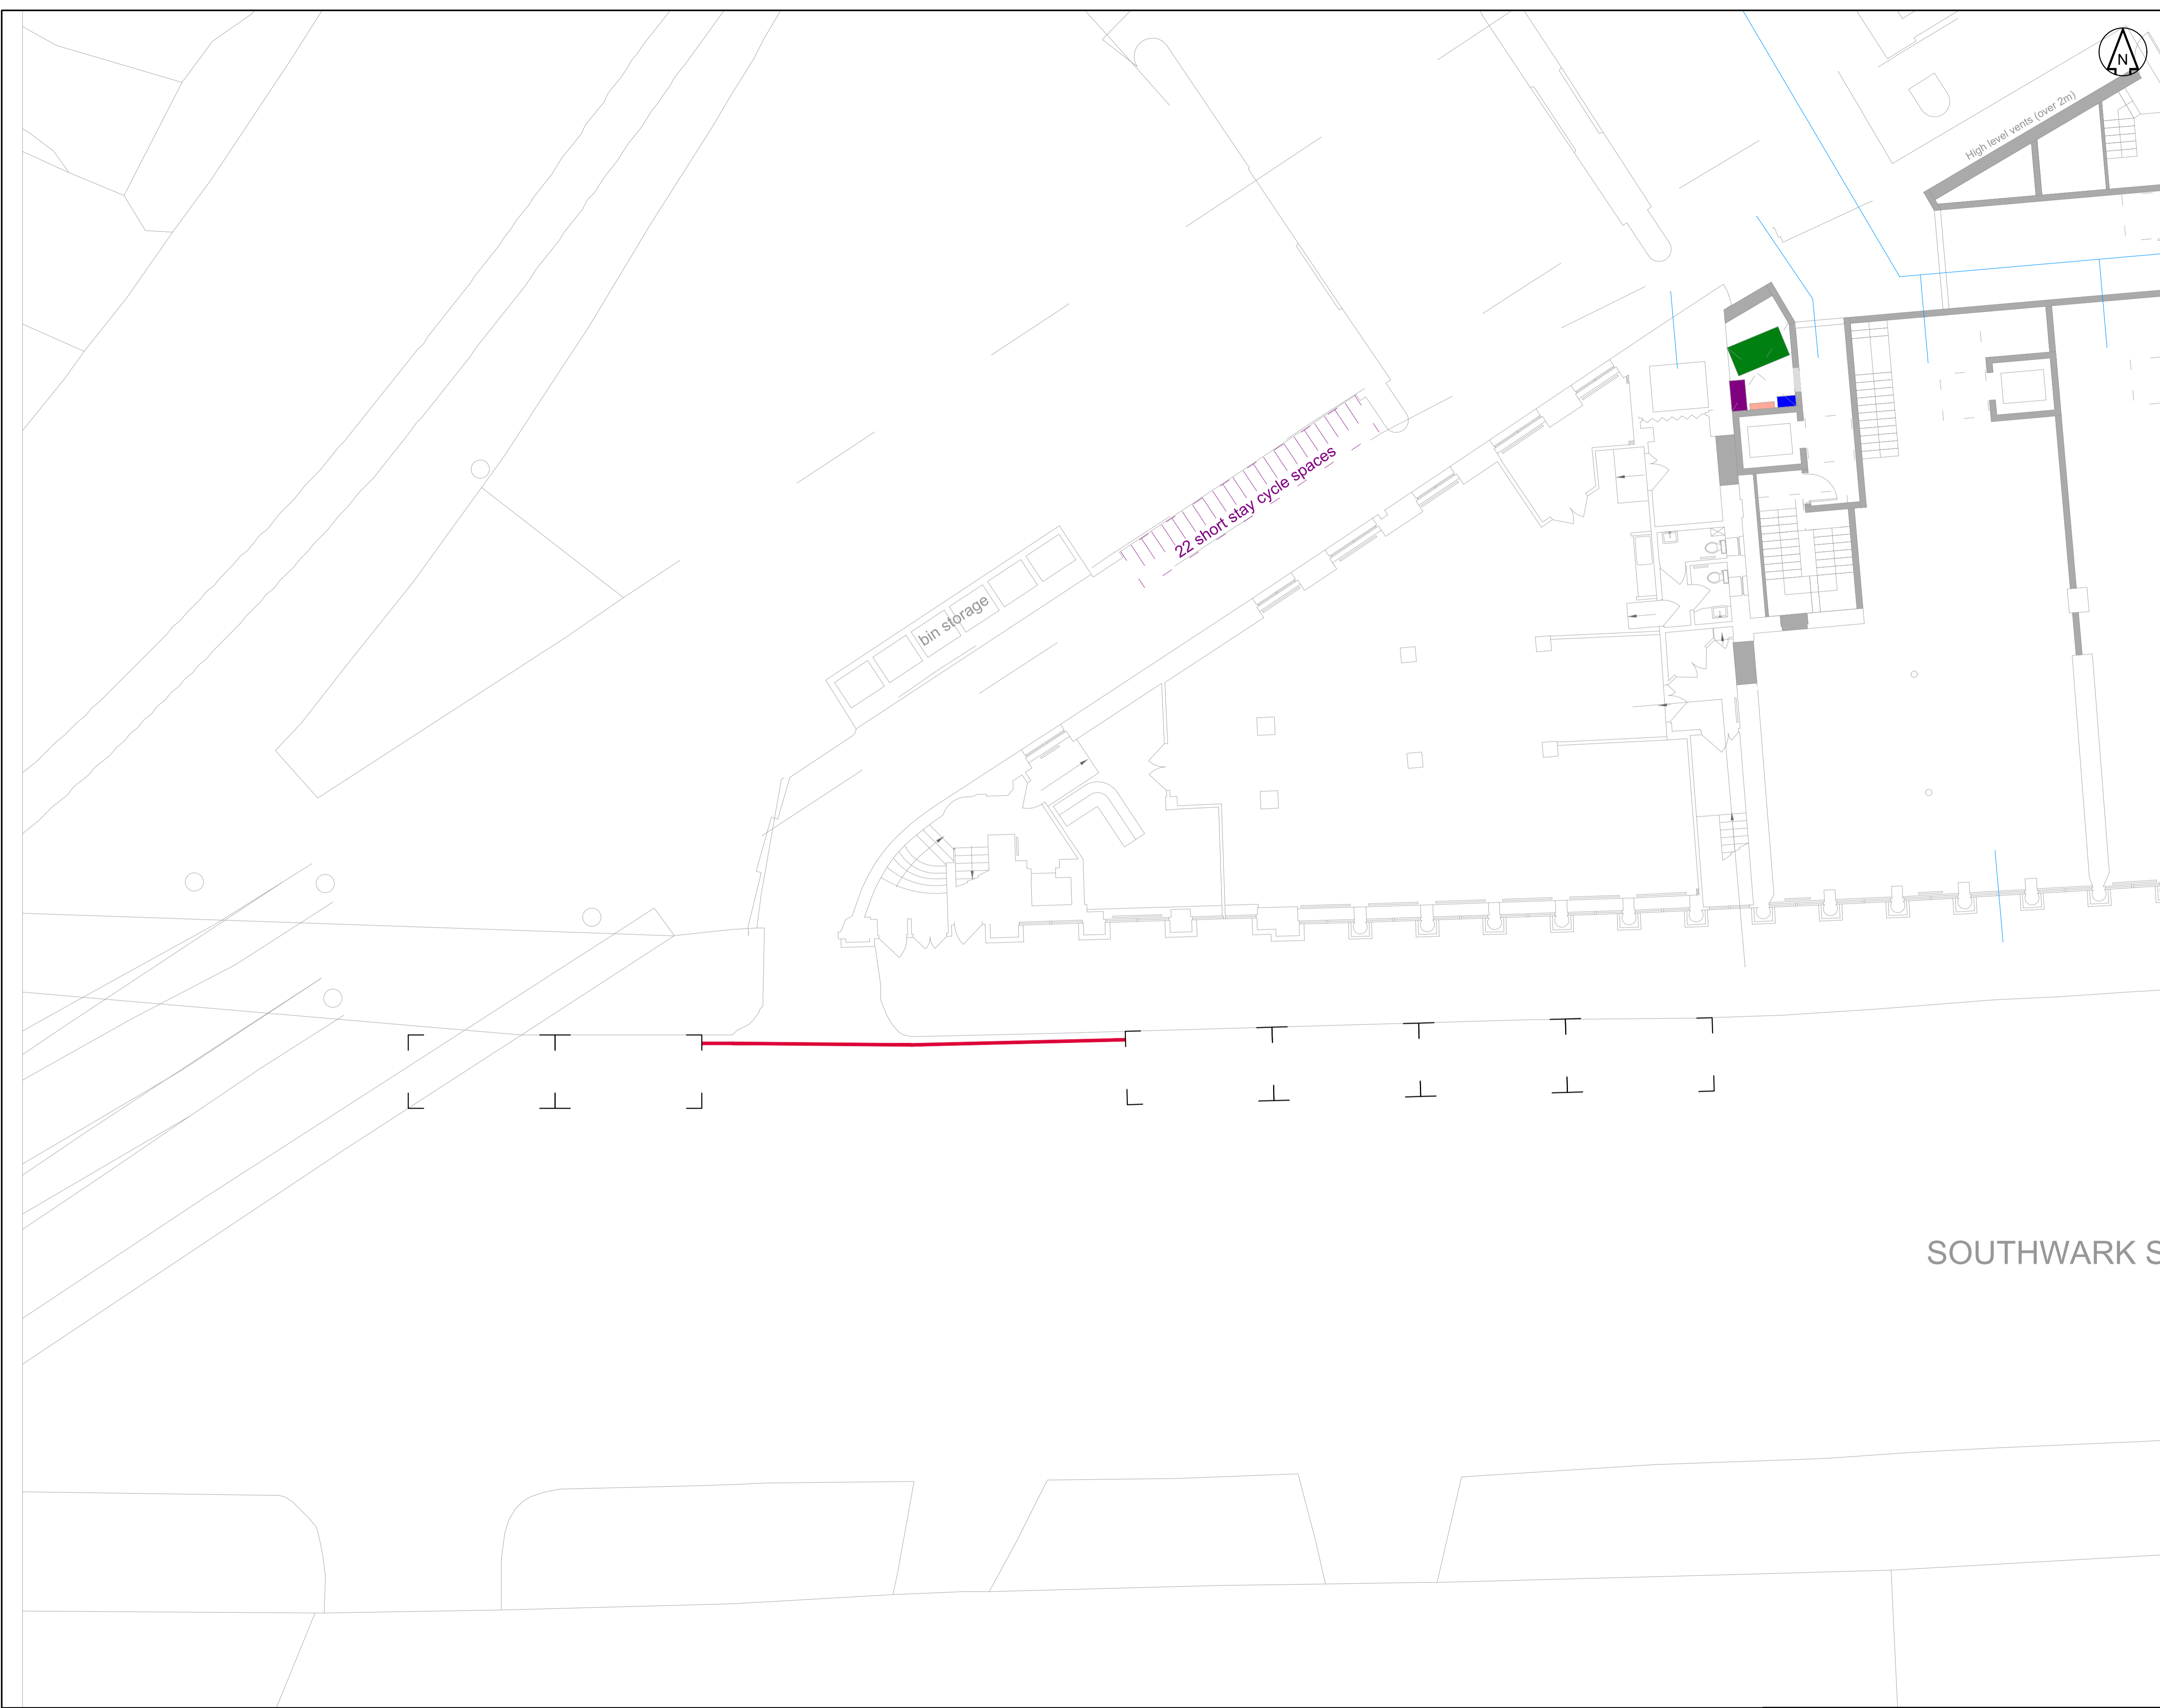 N
High level vents (over 2m)
22 short stay cycle spaces
bin storage
SOUTHWARK S